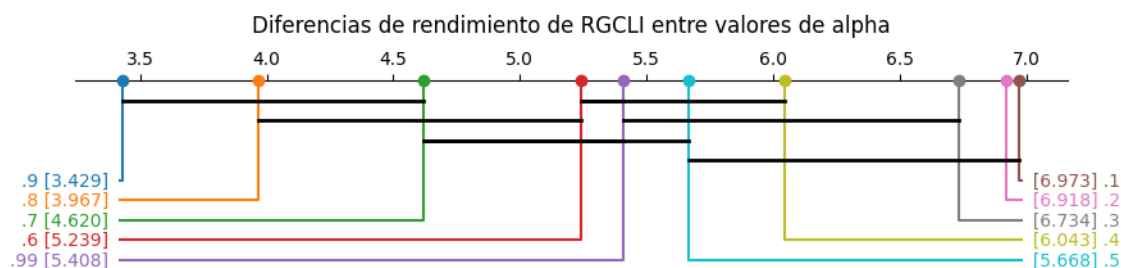 Diferencias de rendimiento de RGCLI entre valores de alpha
3.5 4.0 4.5 5.0 5.5 6.0 6.5 7.0
.9 [3.429] [6.973] .1
.8 [3.967] [6.918] .2
.7 [4.620] [6.734] .3
.6 [5.239] [6.043] .4
.99 [5.408] [5.668] .5